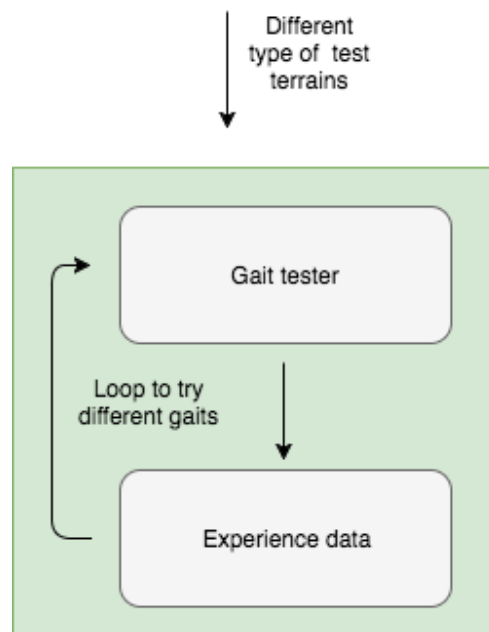 Different
type of  test
terrains
Gait tester
Loop to try
different gaits
Experience data